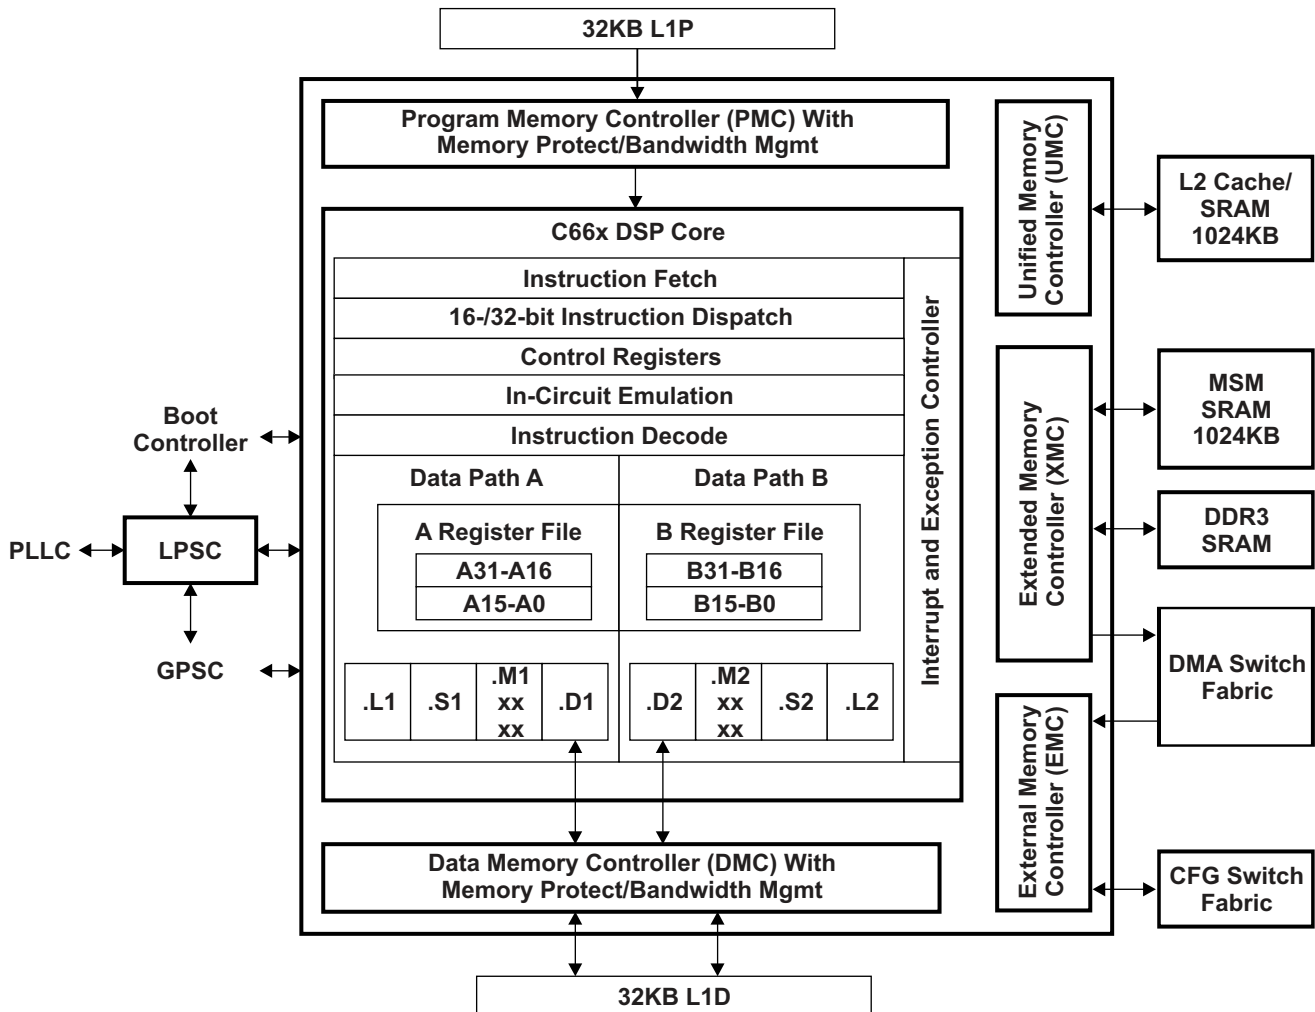 32KB L1P
Program Memory Controller (PMC) With
Memory Protect/Bandwidth Mgmt
C66x DSP Core
Instruction Fetch
16-/32-bit Instruction Dispatch
Control Registers
In-Circuit Emulation
Instruction Decode
Data Path A
Data Path B
A Register File
B Register File
A31-A16
A15-A0
B31-B16
B15-B0
.L1
.S1
.M1
xx
xx
.D1
.D2
.M2
xx
xx
.S2
.L2
Interrupt and Exception Controller
Data Memory Controller (DMC) With
Memory Protect/Bandwidth Mgmt
32KB L1D
Boot
Controller
PLLC
LPSC
GPSC
Unified Memory
Controller (UMC)
Extended Memory
Controller (XMC)
External Memory
Controller (EMC)
L2 Cache/
SRAM
1024KB
MSM
SRAM
1024KB
DDR3
SRAM
DMA Switch
Fabric
CFG Switch
Fabric